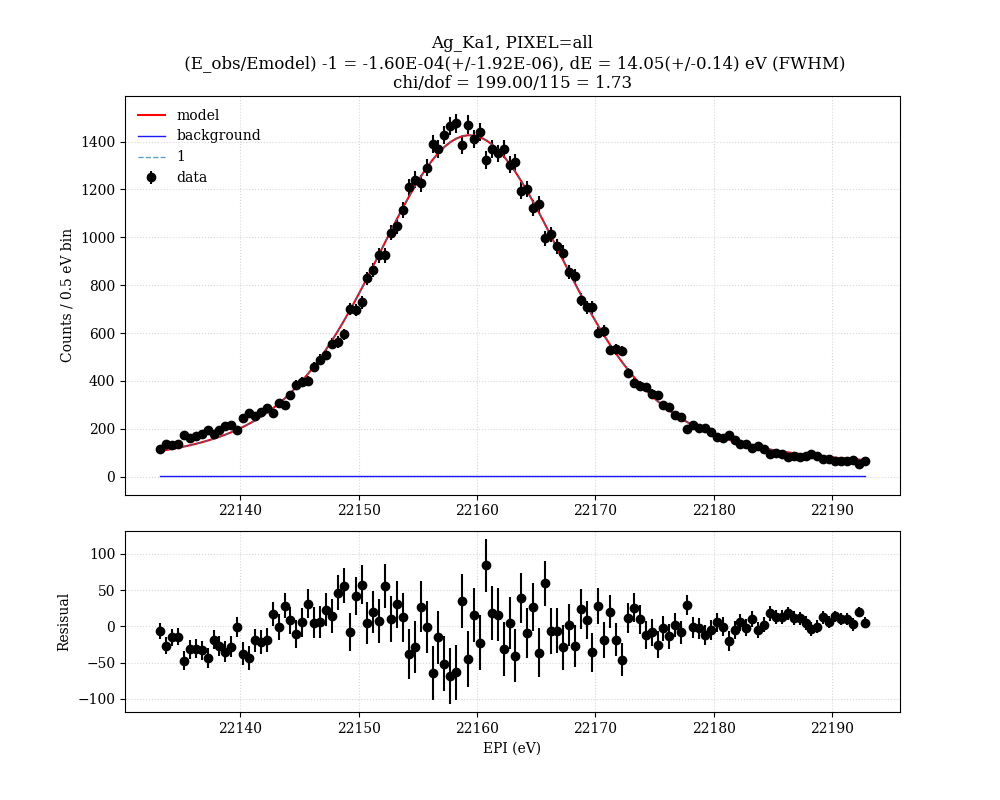 Ag_Ka1, PIXEL=all
(E_obs/Emodel) -1 = -1.60E-04(+/-1.92E-06), dE = 14.05(+/-0.14) eV (FWHM)
chi/dof = 199.00/115 = 1.73
model
background
1
data
Counts / 0.5 eV bin
1400
1200
1000
800
600
400
200
0
22140 22150 22160 22170 22180 22190
Residual
100
50
0
−50
−100
22140 22150 22160 22170 22180 22190
EPI (eV)